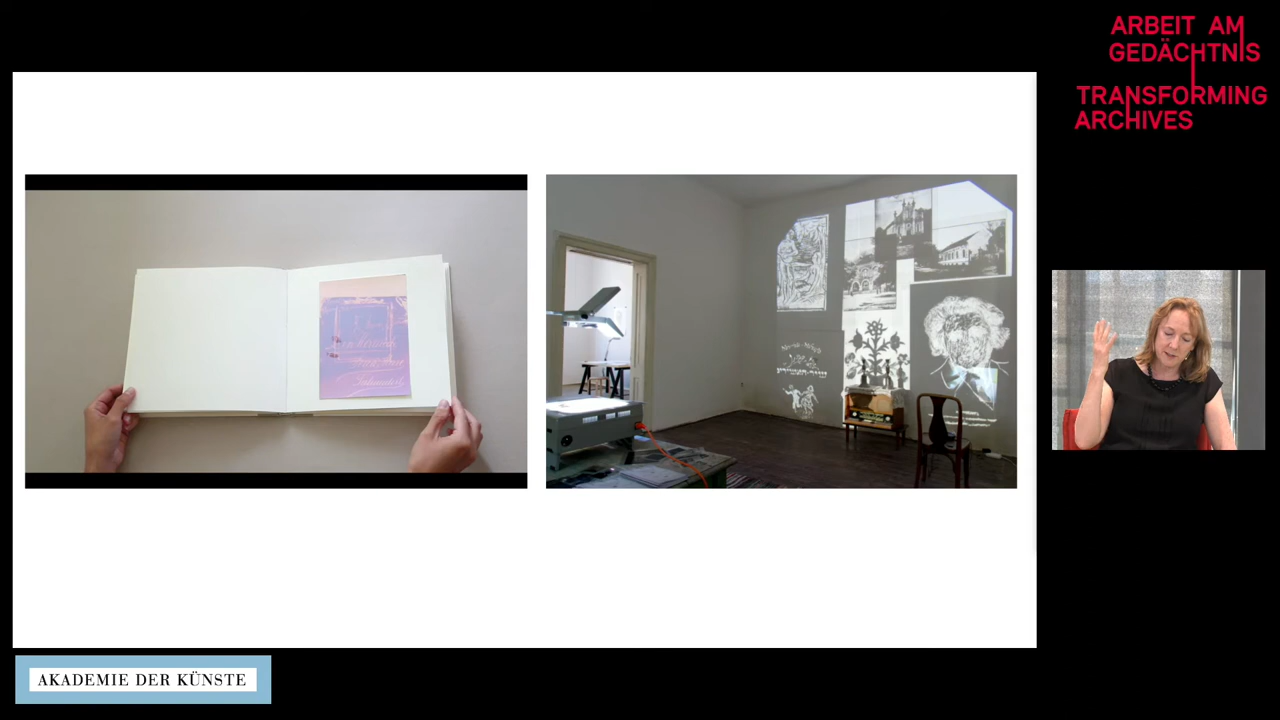 ARBEIT AM
GEDÄCHTNIS
TRANSFORMING
ARCHIVES
AKADEMIE DER KÜNSTE